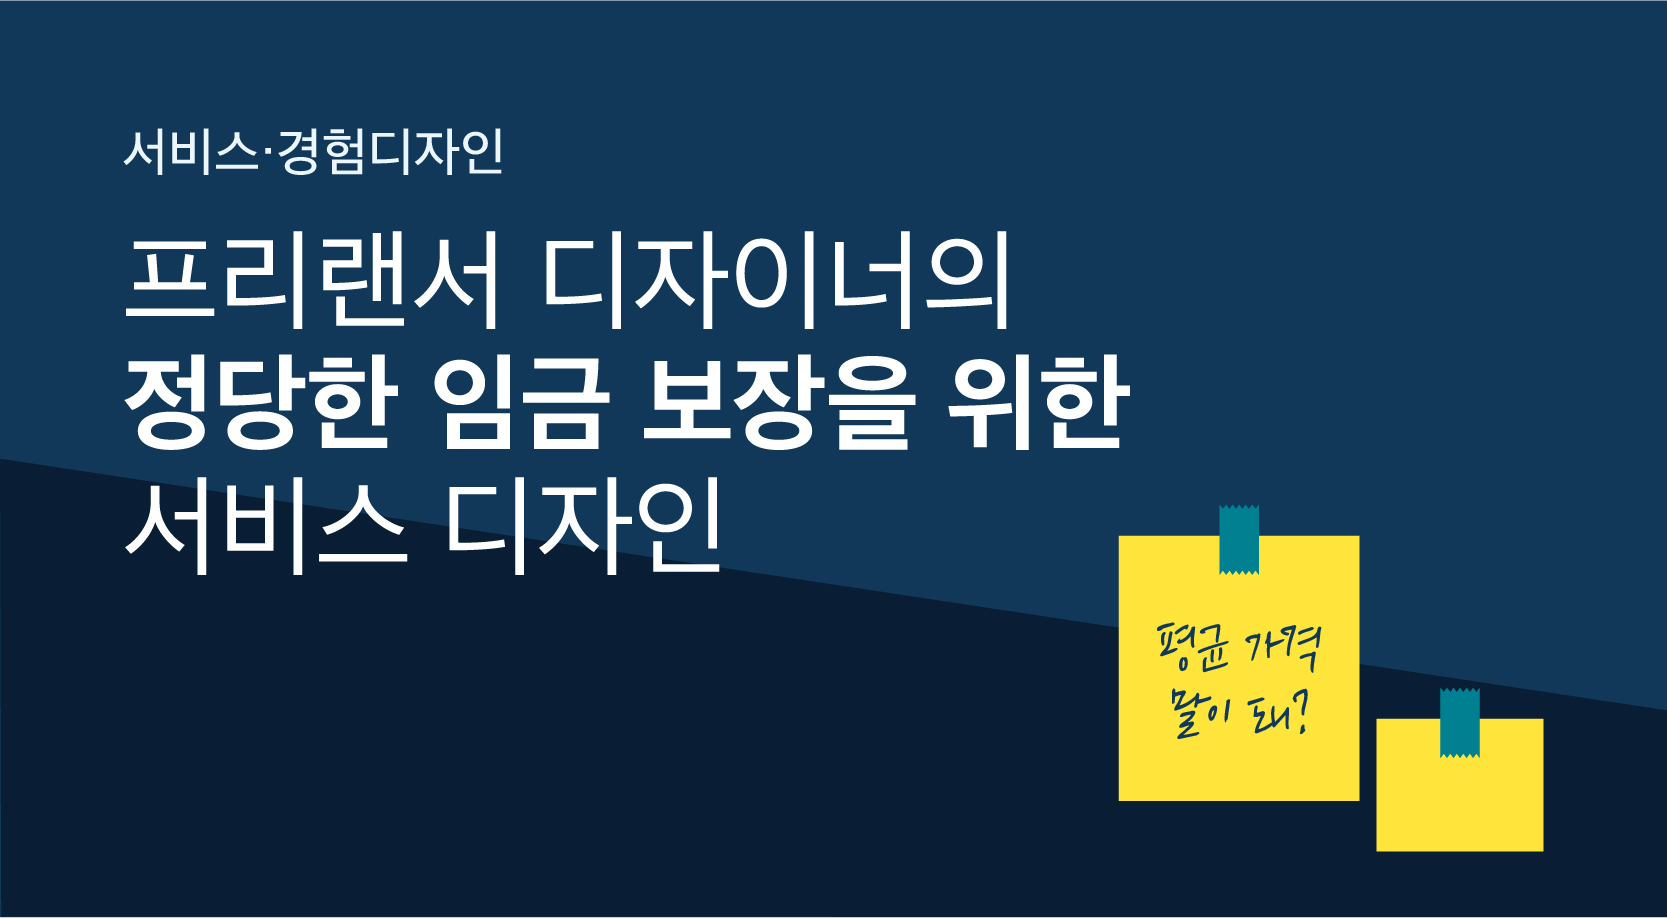 서비스·경험디자인
프리랜서 디자이너의
정당한 임금 보장을 위한
서비스 디자인
평균 가격
말이 돼?